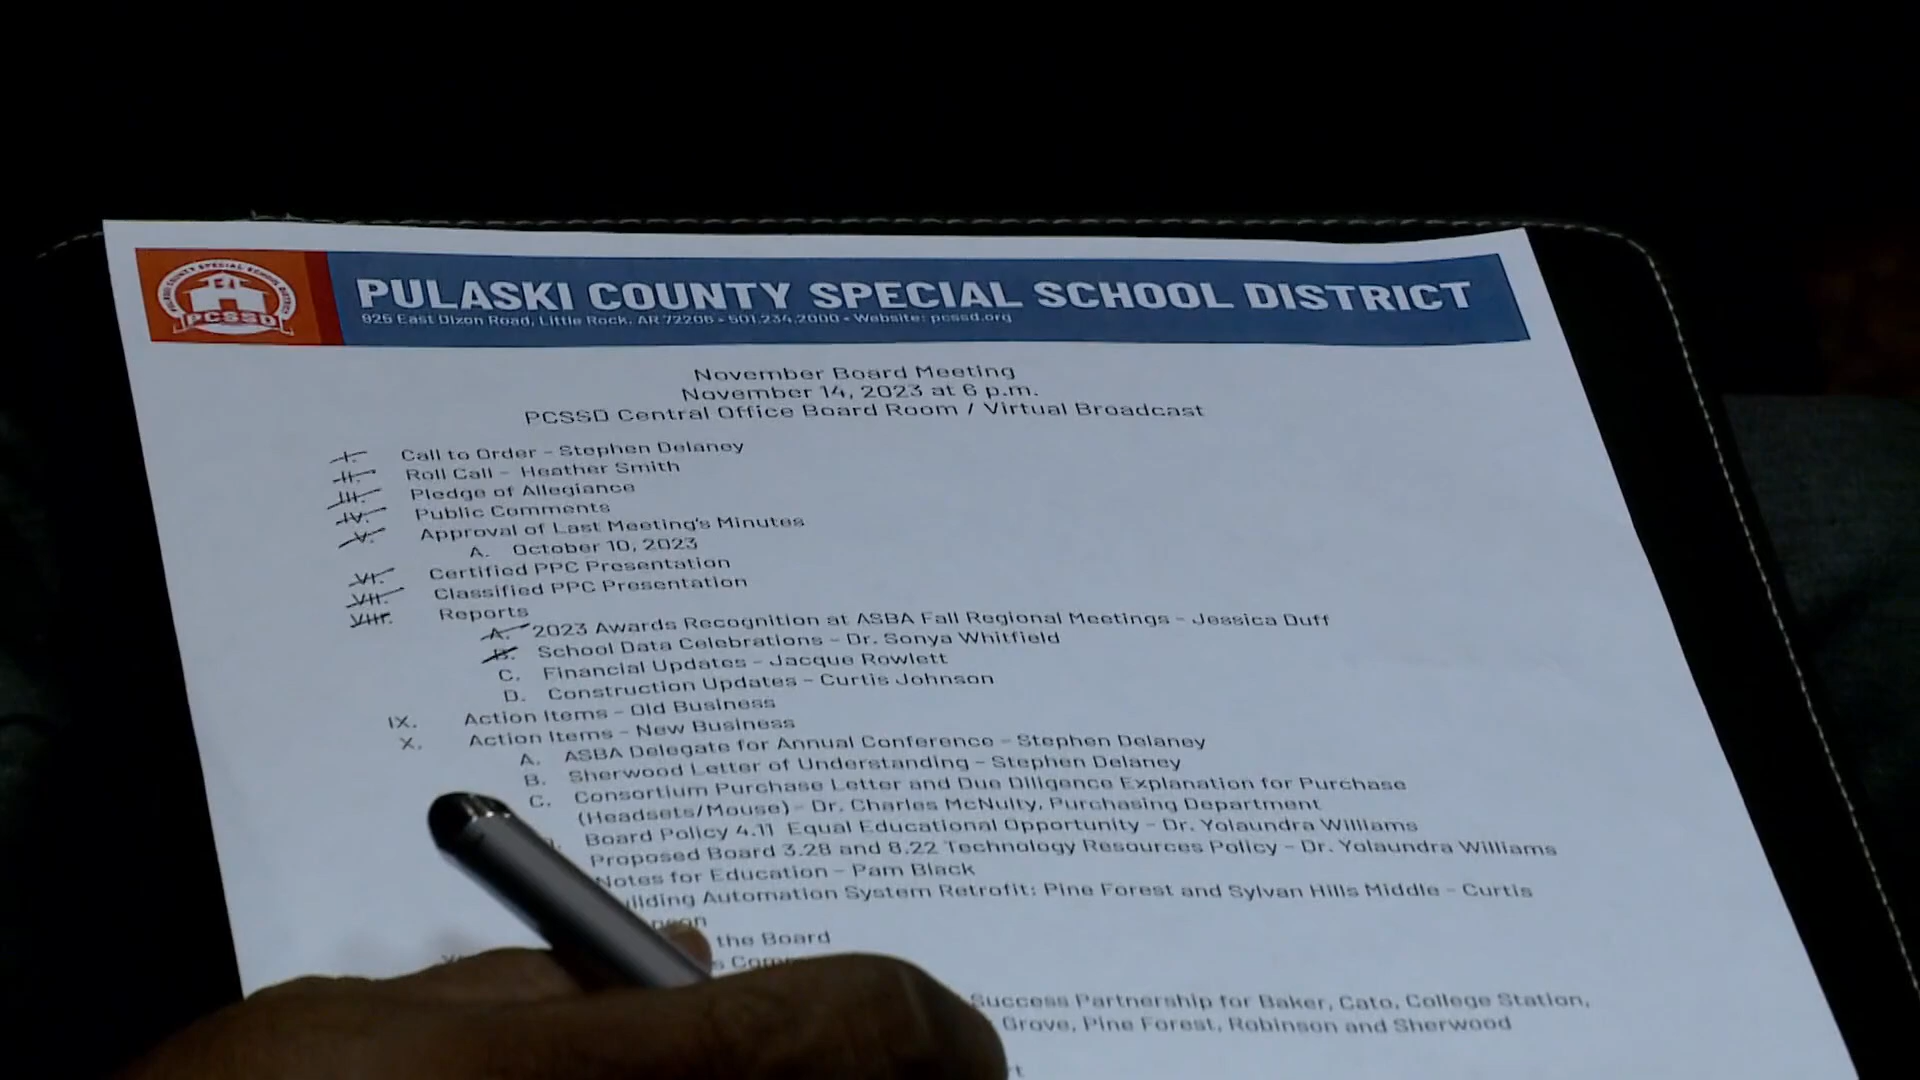 PULASKI COUNTY SPECIAL SCHOOL DISTRICT
PCSSD
PULASKI COUNTY SPECIAL SCHOOL DISTRICT
925 East Dixon Road, Little Rock, AR 72206 - 501.234.2000 - Website: pcssd.org
November Board Meeting
November 14, 2023 at 6 p.m.
PCSSD Central Office Board Room / Virtual Broadcast
I. Call to Order - Stephen Delaney
II. Roll Call - Heather Smith
III. Pledge of Allegiance
IV. Public Comments
V. Approval of Last Meeting's Minutes
A. October 10, 2023
VI. Certified PPC Presentation
VII. Classified PPC Presentation
VIII. Reports
A. 2023 Awards Recognition at ASBA Fall Regional Meetings - Jessica Duff
B. School Data Celebrations - Dr. Sonya Whitfield
C. Financial Updates - Jacque Rowlett
D. Construction Updates - Curtis Johnson
IX. Action Items - Old Business
X. Action Items - New Business
A. ASBA Delegate for Annual Conference - Stephen Delaney
B. Sherwood Letter of Understanding - Stephen Delaney
C. Consortium Purchase Letter and Due Diligence Explanation for Purchase
(Headsets/Mouse) - Dr. Charles McNulty, Purchasing Department
Board Policy 4.11 Equal Educational Opportunity - Dr. Yolaundra Williams
Proposed Board 3.28 and 8.22 Technology Resources Policy - Dr. Yolaundra Williams
Notes for Education - Pam Black
Automation System Retrofit: Pine Forest and Sylvan Hills Middle - Curtis
the Board
Success Partnership for Baker, Cato, College Station,
Grove, Pine Forest, Robinson and Sherwood